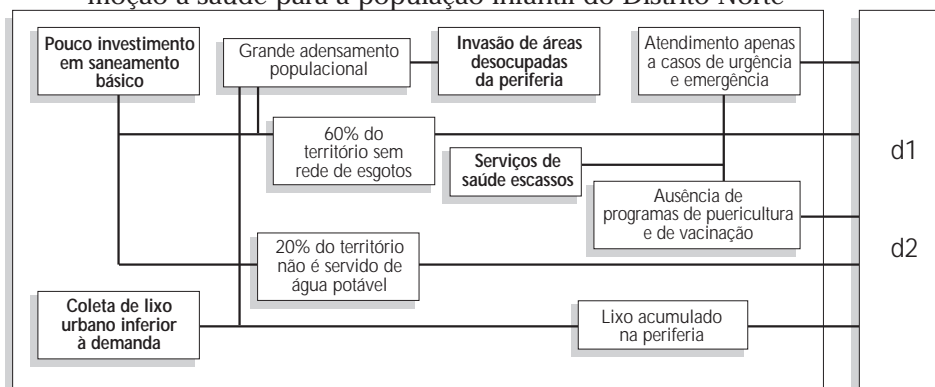 moção à saúde para a população infantil do Distrito Norte
Pouco investimento
em saneamento
básico
Grande adensamento
populacional
Invasão de áreas
desocupadas
da periferia
Atendimento apenas
a casos de urgência
e emergência
60% do
território sem
rede de esgotos
Serviços de
saúde escassos
d1
Ausência de
programas de puericultura
e de vacinação
20% do território
não é servido de
água potável
d2
Coleta de lixo
urbano inferior
à demanda
Lixo acumulado
na periferia